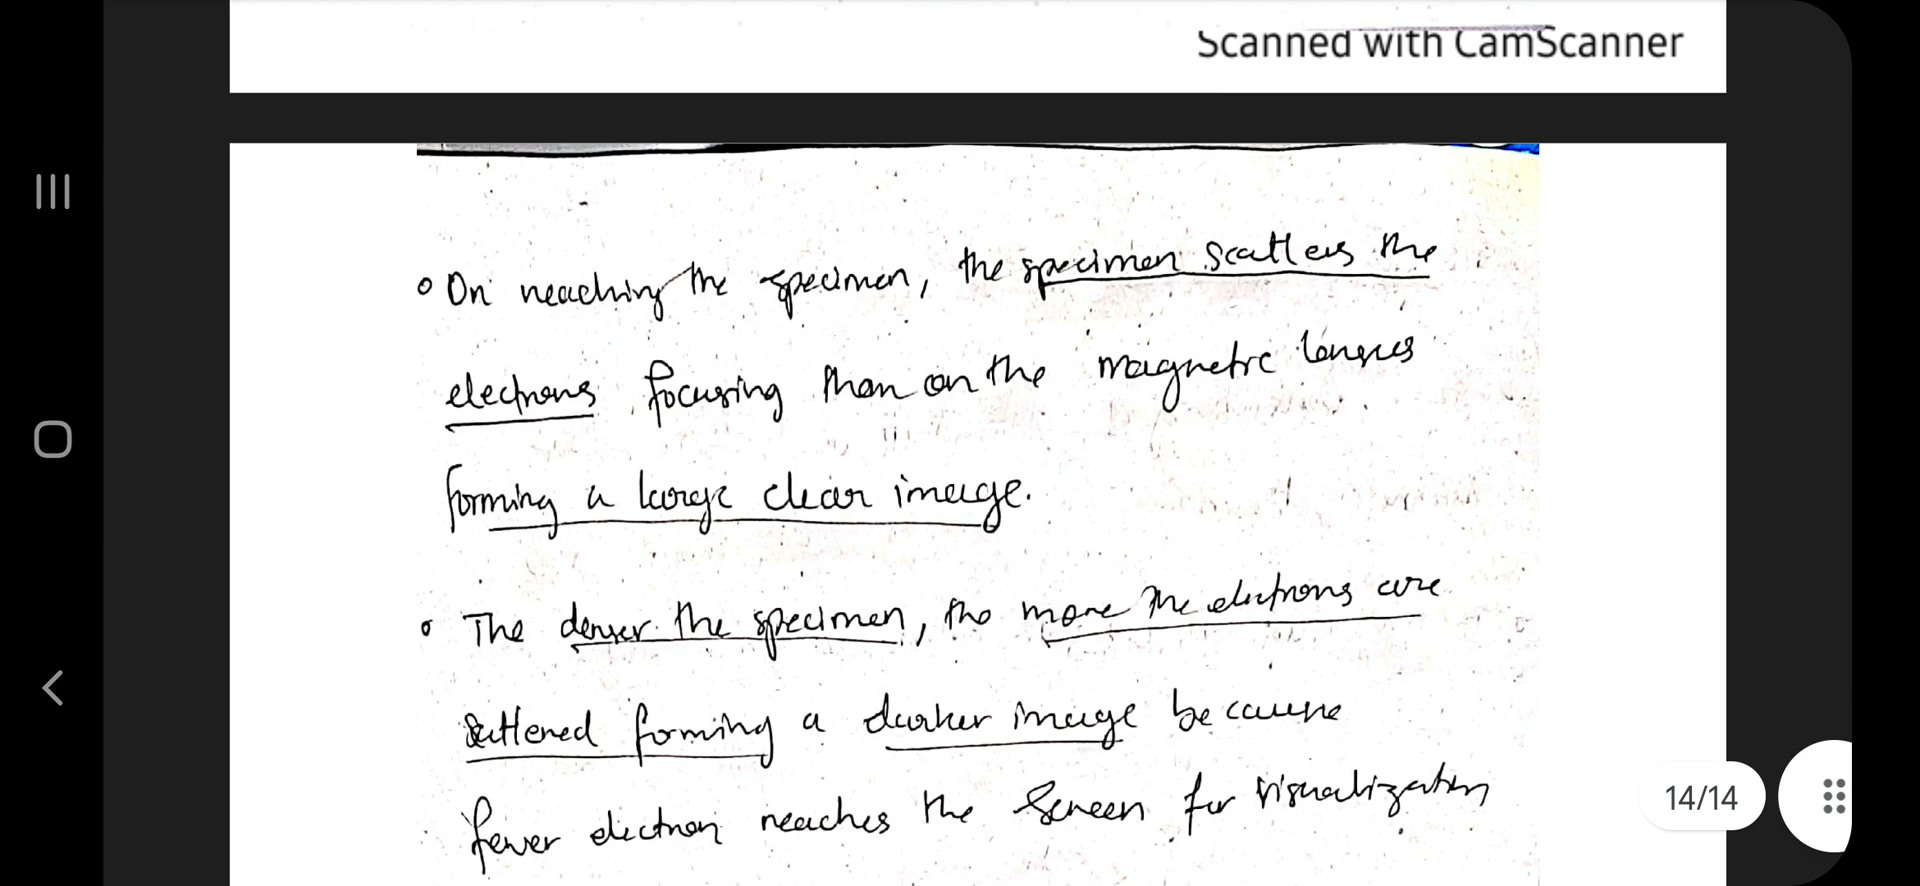 Scanned with CamScanner
On reaching the specimen, the specimen scatters the
electrons focusing them on the magnetic lenses
forming a large clear image.
The denser the specimen, the more the electrons are
scattered forming a darker image because
fewer electron reaches the screen for visualization
14/14